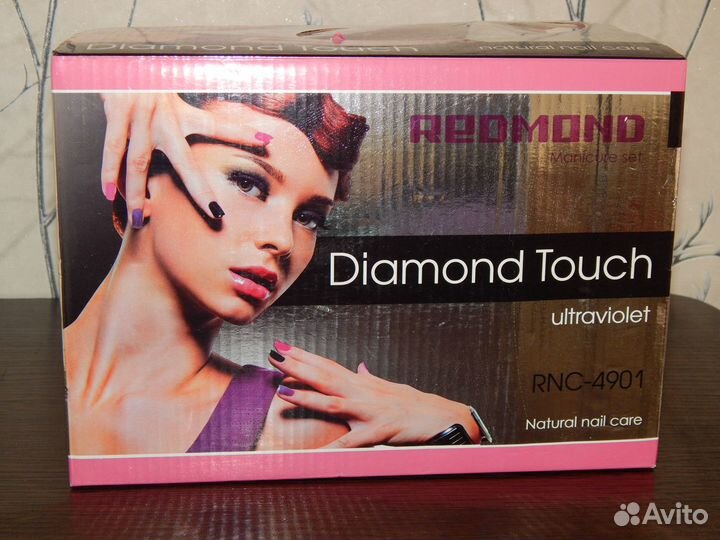 Diamond Touch
natural nail care
REDMOND
Manicure set
Diamond Touch
ultraviolet
RNC-4901
Natural nail care
Avito